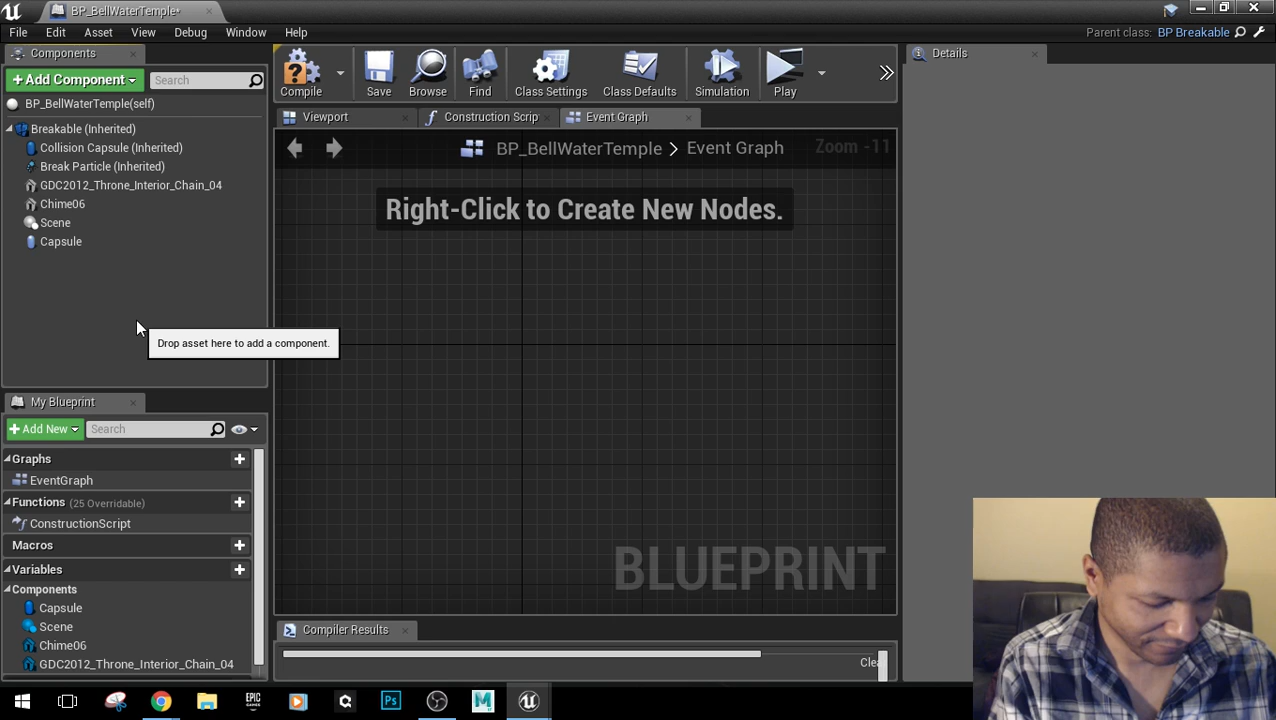 BP_BellWaterTemple*
File Edit Asset View Debug Window Help
Parent class: BP Breakable
Components
+Add Component
Search
BP_BellWaterTemple(self)
Breakable (Inherited)
Collision Capsule (Inherited)
Break Particle (Inherited)
GDC2012_Throne_Interior_Chain_04
Chime06
Scene
Capsule
Drop asset here to add a component.
Compile
Save
Browse
Find
Class Settings
Class Defaults
Simulation
Play
Viewport
Construction Scrip
Event Graph
BP_BellWaterTemple > Event Graph
Zoom -11
Right-Click to Create New Nodes.
BLUEPRINT
Details
My Blueprint
+Add New
Search
Graphs
EventGraph
Functions (25 Overridable)
ConstructionScript
Macros
Variables
Components
Capsule
Scene
Chime06
GDC2012_Throne_Interior_Chain_04
Compiler Results
Clea
EPIC GAMES
Ps
M